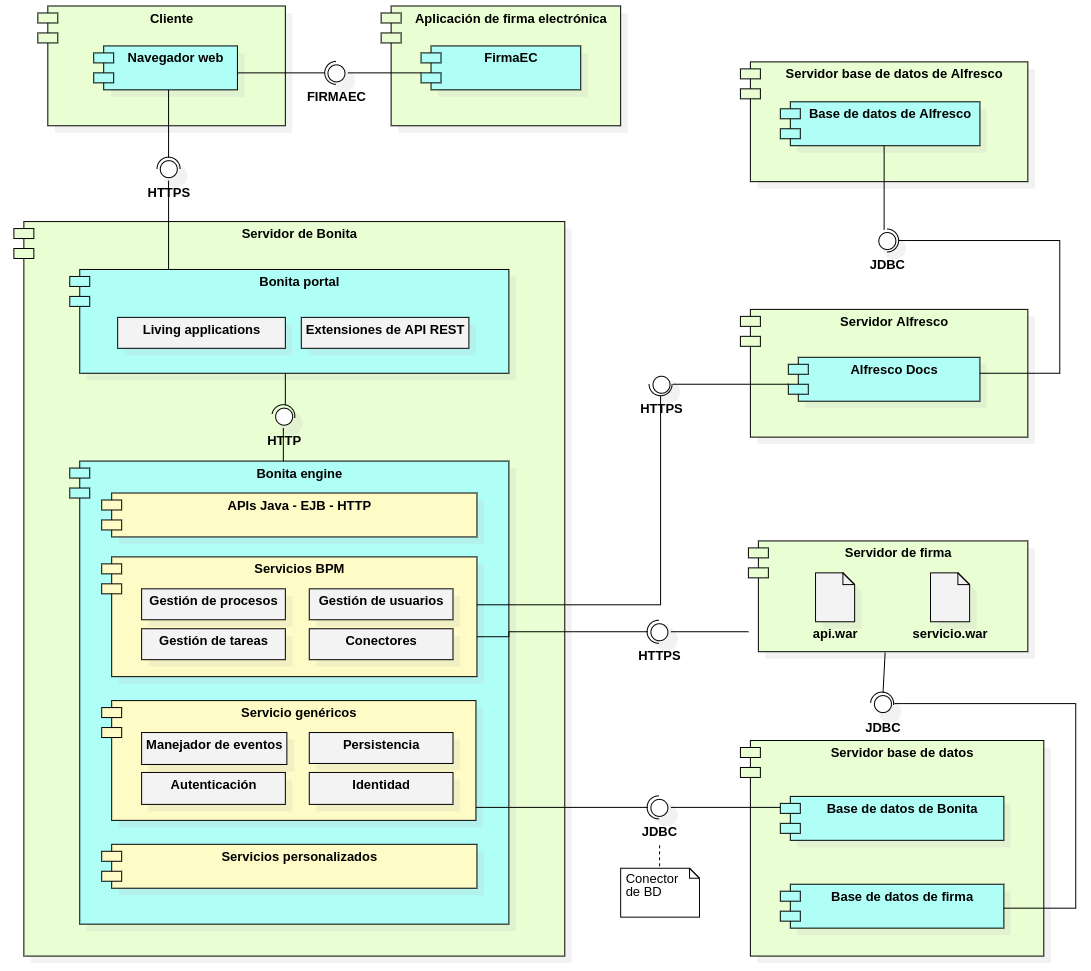 Cliente
Navegador web
FIRMAEC
Aplicación de firma electrónica
FirmaEC
HTTPS
Servidor de Bonita
Bonita portal
Living applications
Extensiones de API REST
HTTP
Bonita engine
APIs Java - EJB - HTTP
Servicios BPM
Gestión de procesos
Gestión de usuarios
Gestión de tareas
Conectores
Servicio genéricos
Manejador de eventos
Persistencia
Autenticación
Identidad
Servicios personalizados
Servidor base de datos de Alfresco
Base de datos de Alfresco
JDBC
Servidor Alfresco
Alfresco Docs
HTTPS
Servidor de firma
api.war
servicio.war
HTTPS
JDBC
Servidor base de datos
Base de datos de Bonita
Base de datos de firma
JDBC
Conector
de BD